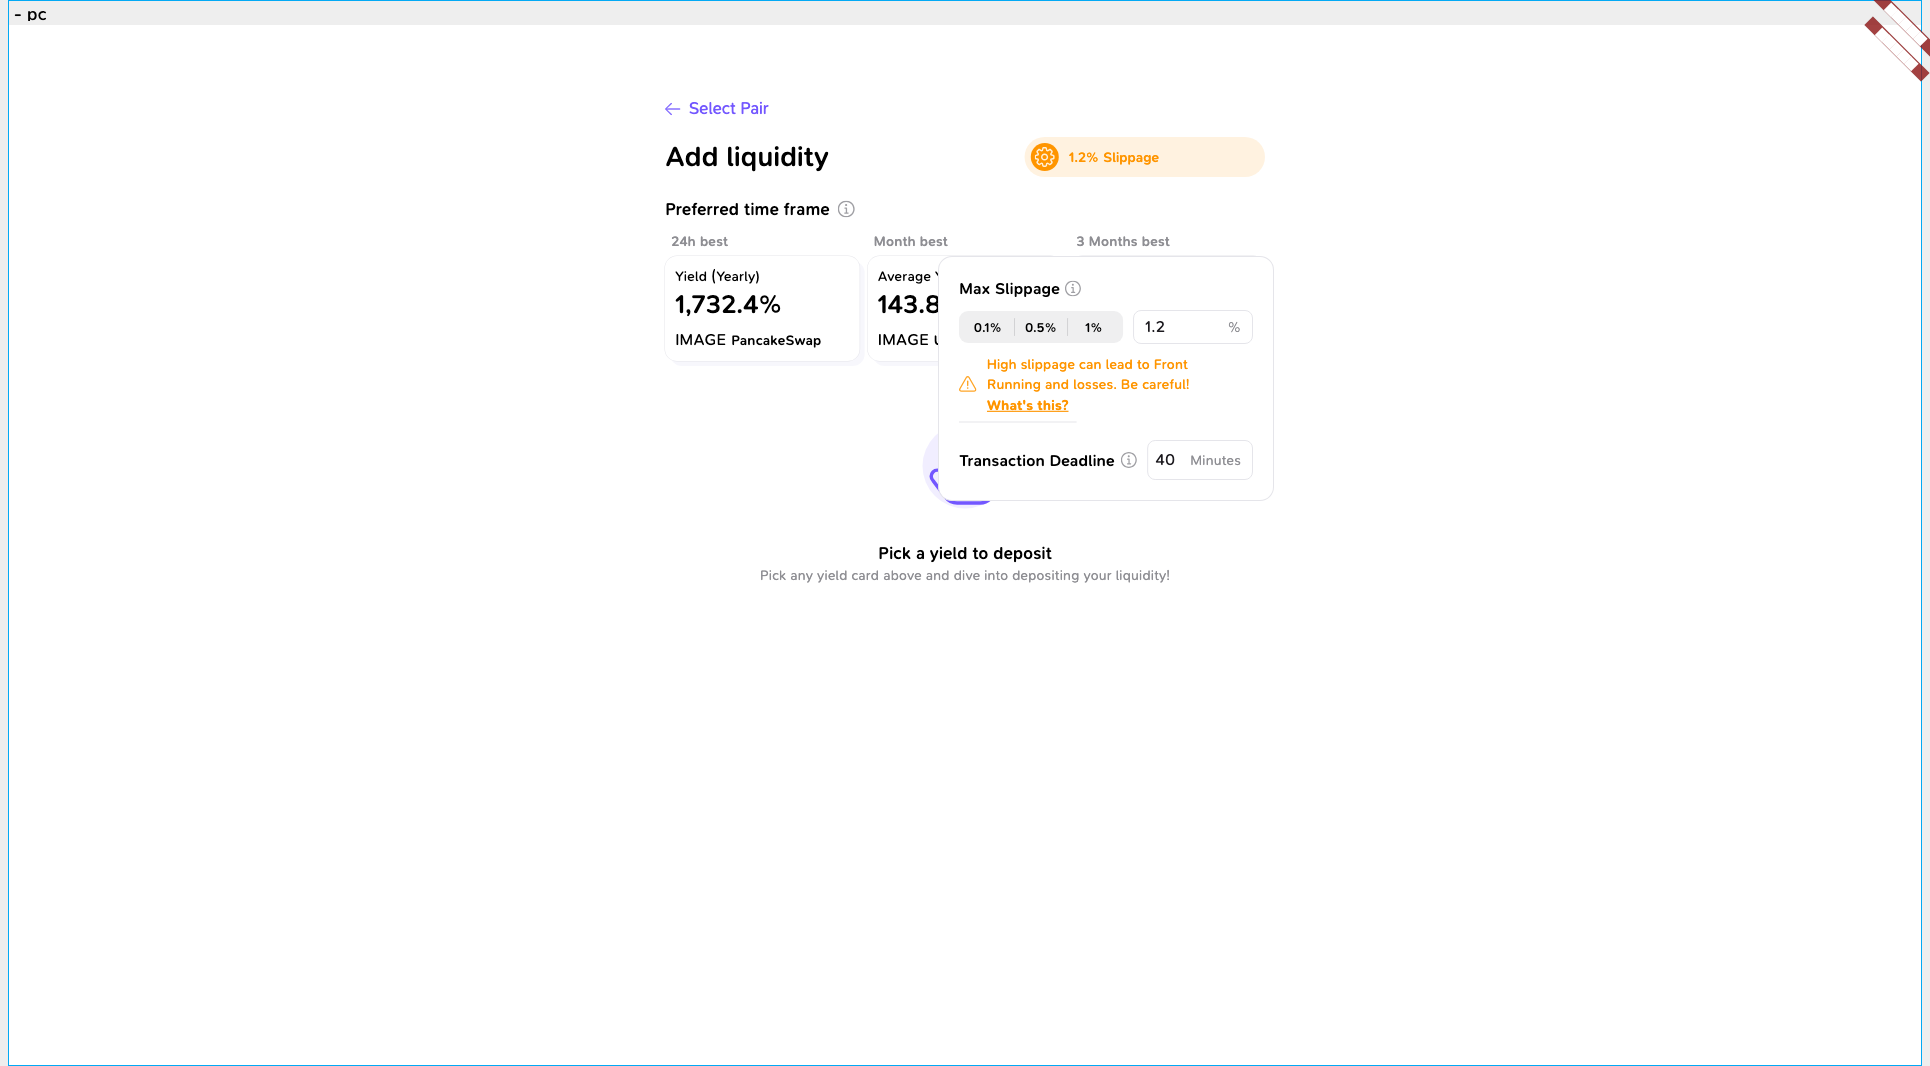 - pc
Select Pair
Add liquidity
1.2% Slippage
Preferred time frame
24h best
Month best
3 Months best
Yield (Yearly)
1,732.4%
IMAGE PancakeSwap
Average
143.8
IMAGE
Max Slippage
0.1% 0.5% 1%
1.2 %
High slippage can lead to Front
Running and losses. Be careful!
What's this?
Transaction Deadline
40 Minutes
Pick a yield to deposit
Pick any yield card above and dive into depositing your liquidity!